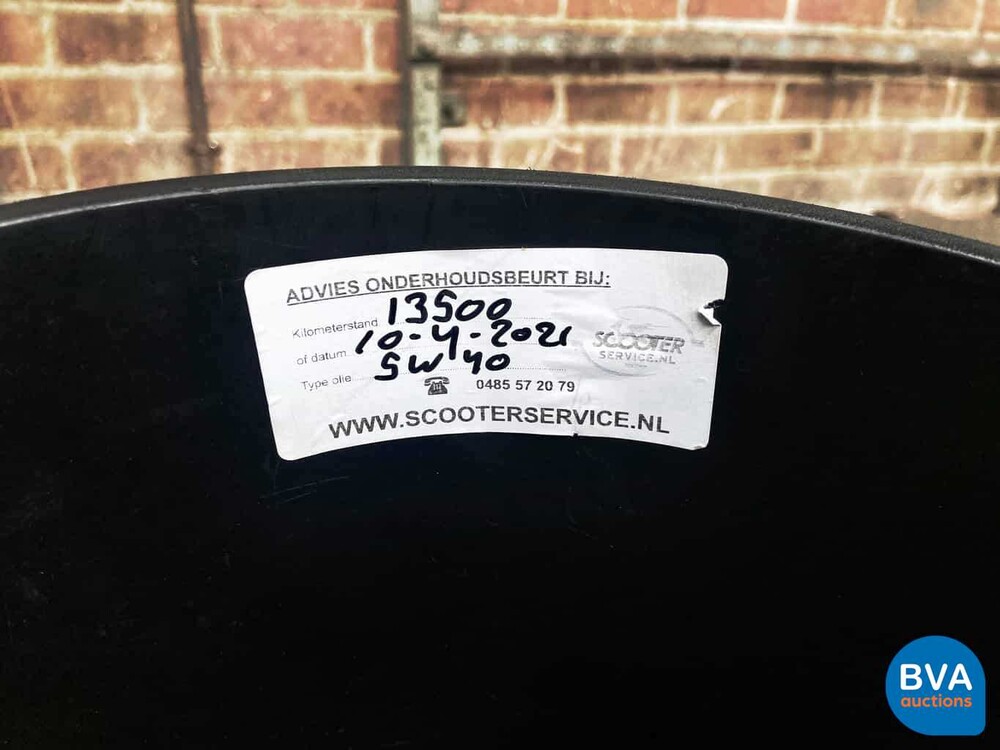 ADVIES ONDERHOUDSBEURT BIJ:
Kilometerstand 13500
of datum 10-4-2021
Type olie 5W40
SCOOTER
SERVICE.NL
0485 57 20 79
WWW.SCOOTERSERVICE.NL
BVA
auctions